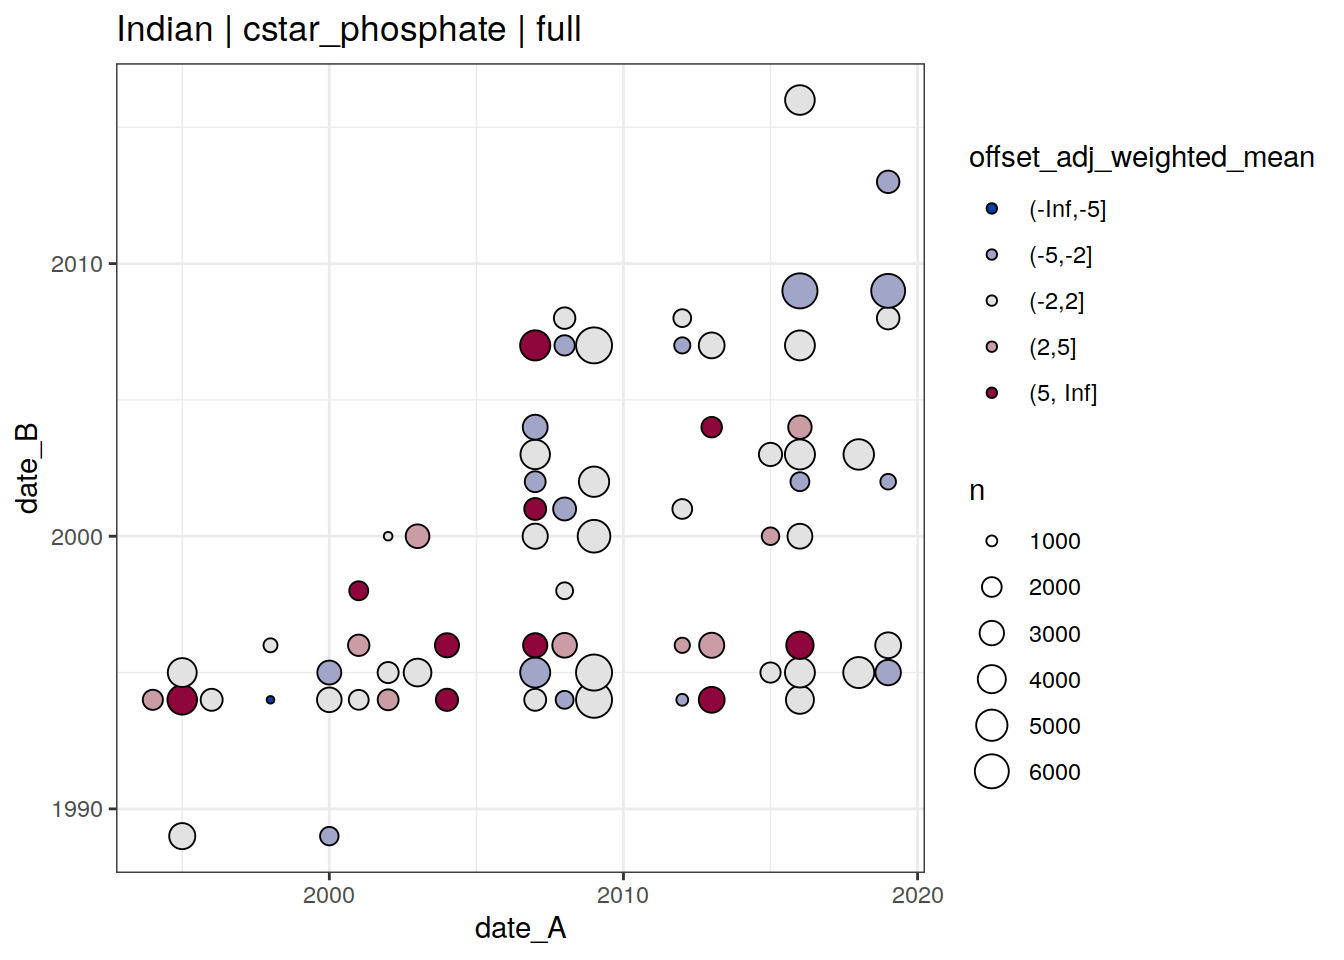 Indian | cstar_phosphate | full
2010
2000
1990
date_B
2000
2010
2020
date_A
offset_adj_weighted_mean
(-Inf,-5]
(-5,-2]
(-2,2]
(2,5]
(5, Inf]
n
1000
2000
3000
4000
5000
6000